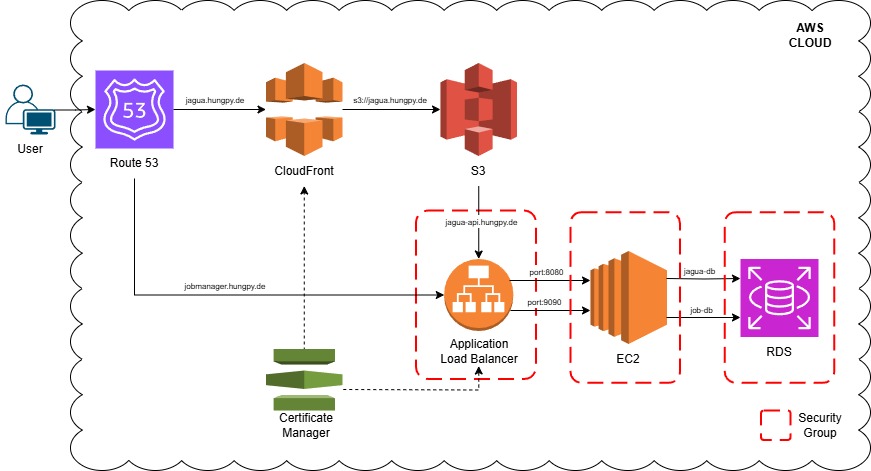 AWS
CLOUD
53
jagua.hungpy.de
s3://jagua.hungpy.de
User
Route 53
CloudFront
S3
jagua-api.hungpy.de
port:8080
jagua-db
jobmanager.hungpy.de
port:9090
job-db
Application
Load Balancer
EC2
RDS
Certificate
Manager
Security
Group